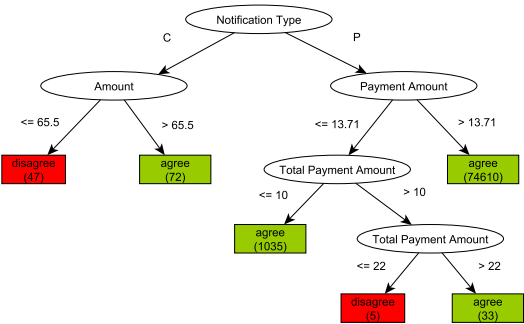 Notification Type
C
P
Amount
Payment Amount
<= 65.5
> 65.5
<= 13.71
> 13.71
disagree
(47)
agree
(72)
Total Payment Amount
agree
(74610)
<= 10
> 10
agree
(1035)
Total Payment Amount
<= 22
> 22
disagree
(5)
agree
(33)